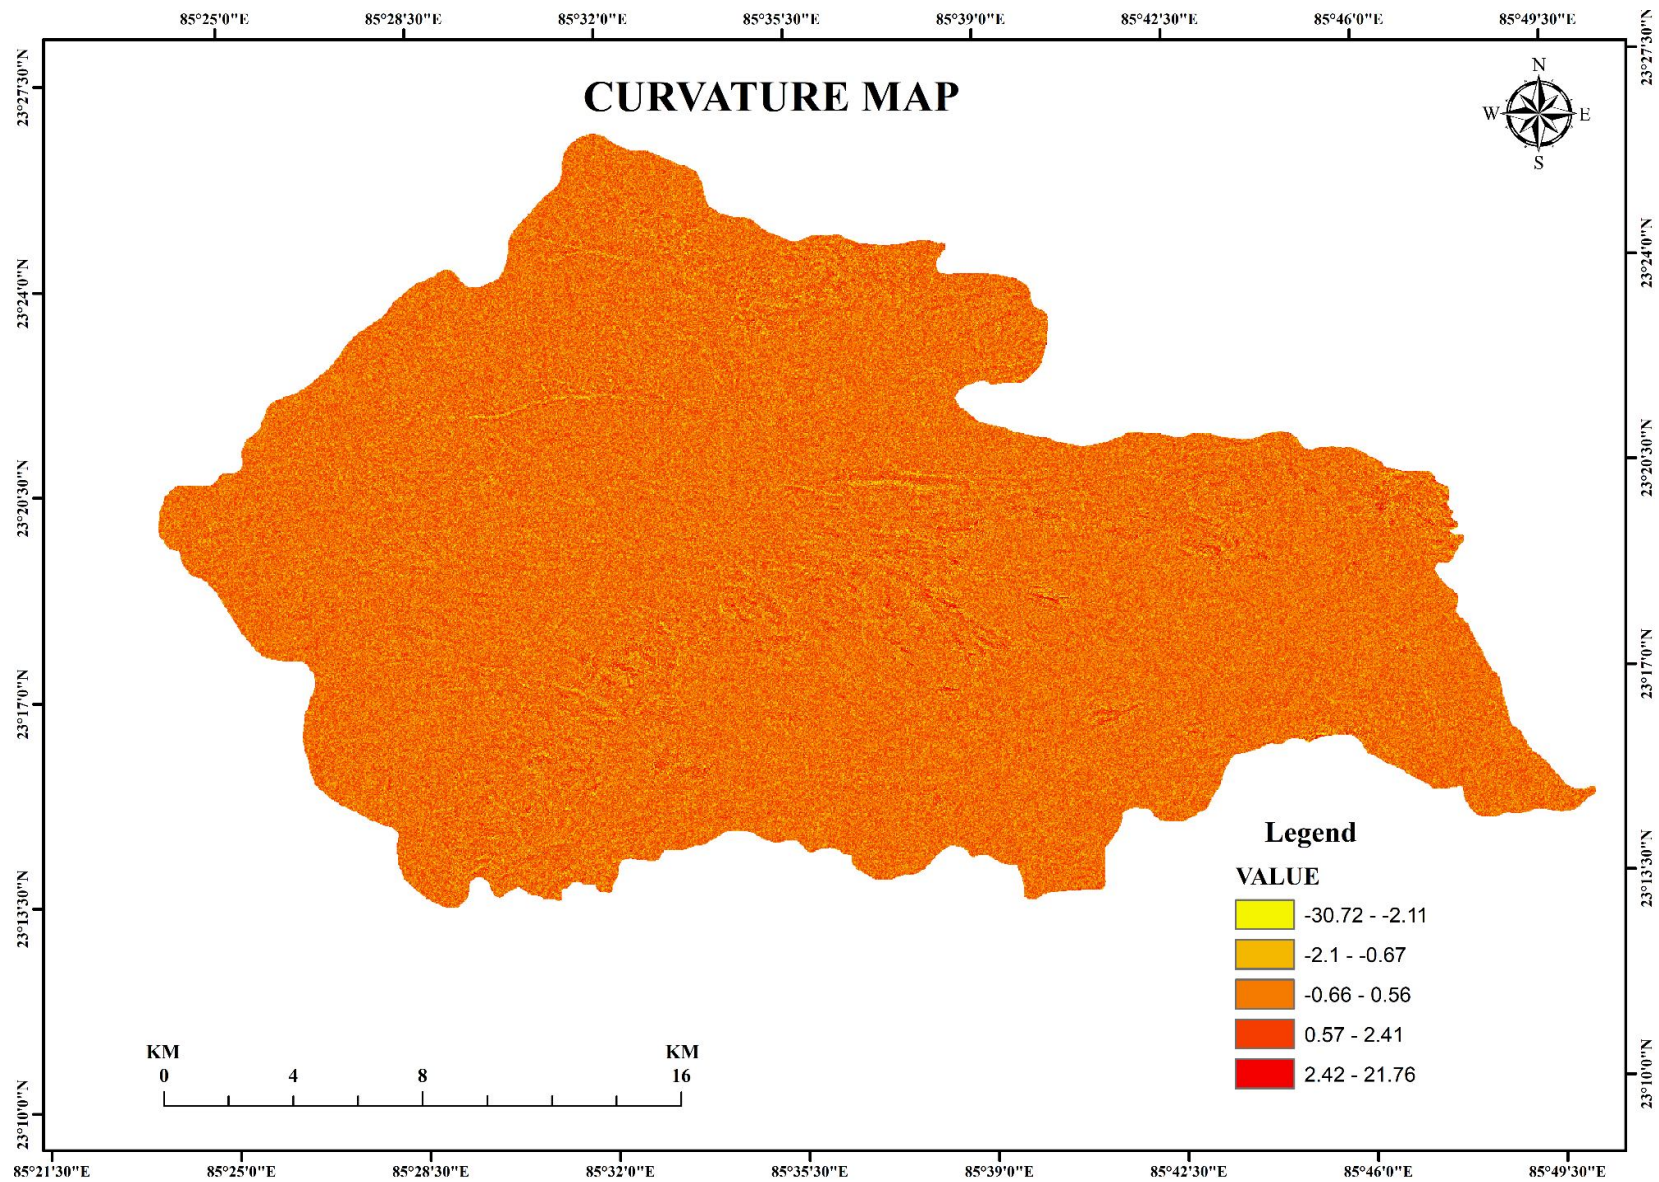 85°25'0"E 85°28'30"E 85°32'0"E 85°35'30"E 85°39'0"E 85°42'30"E 85°46'0"E 85°49'30"E
CURVATURE MAP
N
W E
S
23°27'30"N
23°24'0"N
23°20'30"N
23°17'0"N
23°13'30"N
23°10'0"N
23°27'30"N
23°24'0"N
23°20'30"N
23°17'0"N
23°13'30"N
23°10'0"N
Legend
VALUE
-30.72 - -2.11
-2.1 - -0.67
-0.66 - 0.56
0.57 - 2.41
2.42 - 21.76
KM KM
0 4 8 16
85°21'30"E 85°25'0"E 85°28'30"E 85°32'0"E 85°35'30"E 85°39'0"E 85°42'30"E 85°46'0"E 85°49'30"E